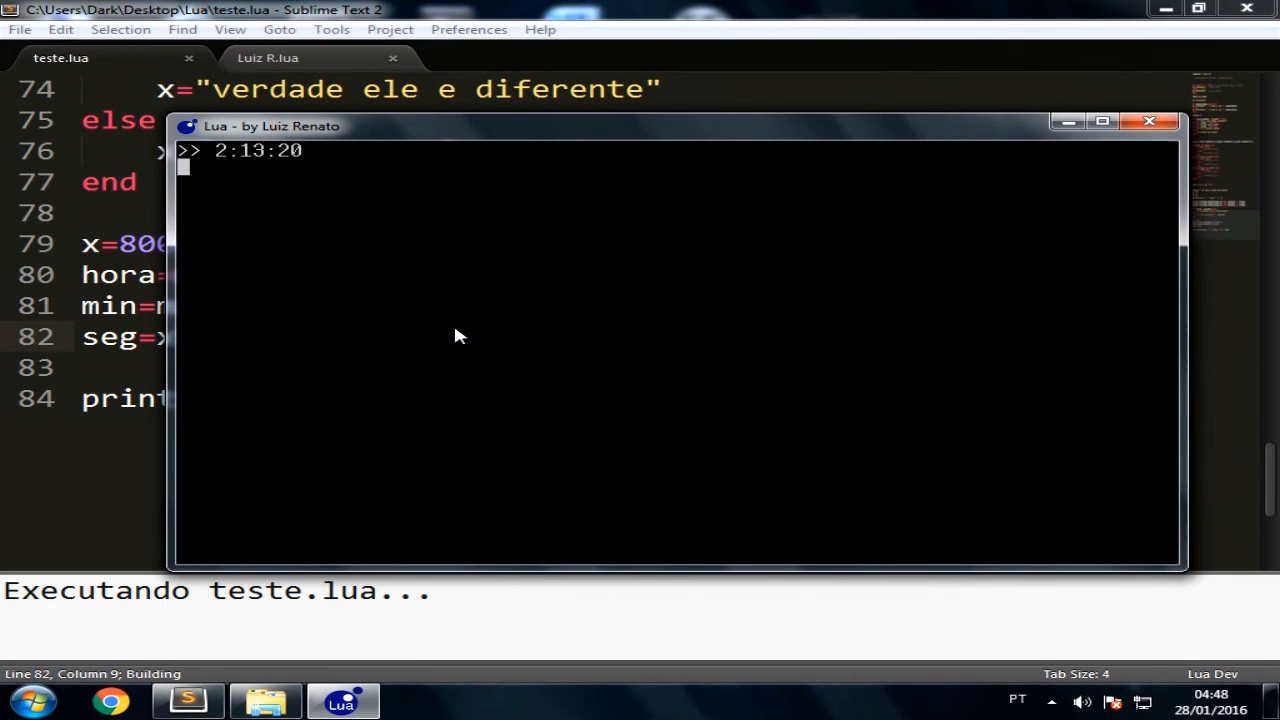 C:\Users\Dark\Desktop\Lua\teste.lua - Sublime Text 2
File Edit Selection Find View Goto Tools Project Preferences Help
teste.lua × Luiz R.lua ×
74 x="verdade ele e diferente"
75 else
Lua - by Luiz Renato
76 x
>> 2:13:20
77 end
78
79 x=800
80 hora=
81 min=
82 seg=x
83
84 print
Executando teste.lua...
Line 82, Column 9; Building Tab Size: 4 Lua Dev
Lua PT 04:48
28/01/2016